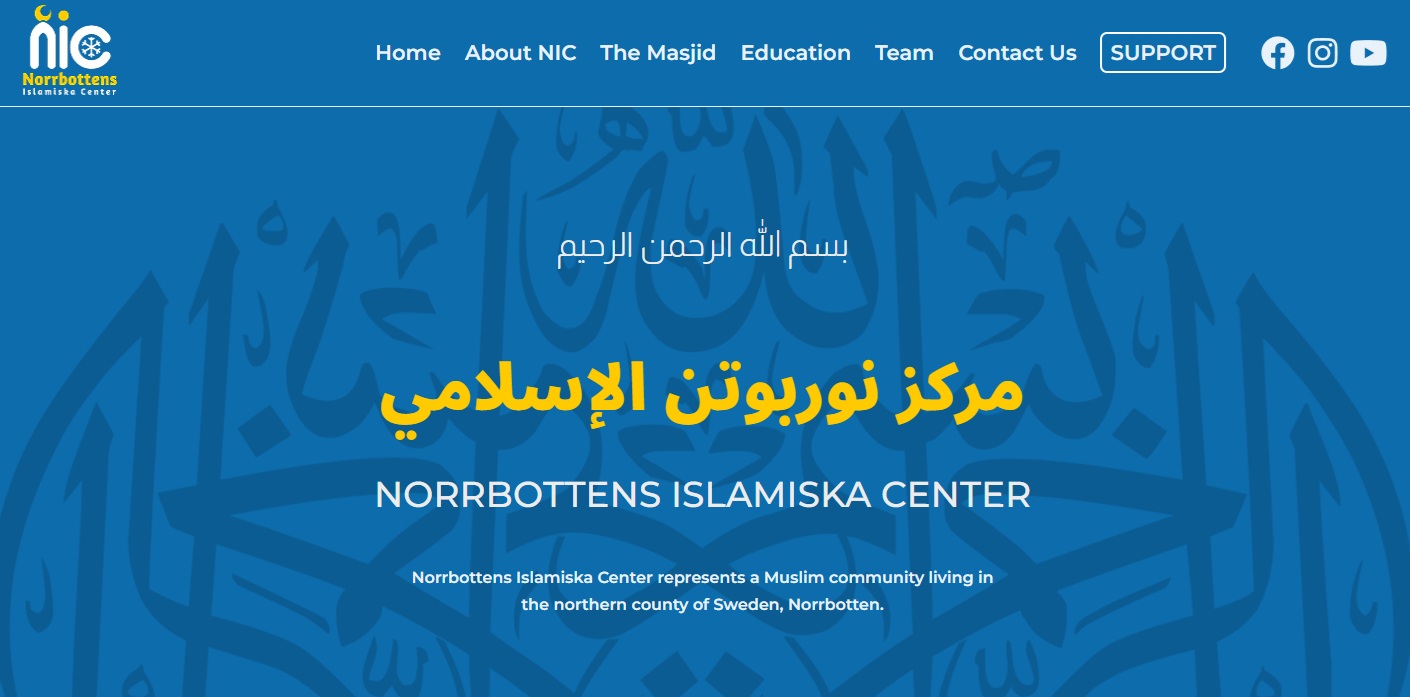 NIC
Norrbottens
Islamiska Center
Home
About NIC
The Masjid
Education
Team
Contact Us
SUPPORT
بسم الله الرحمن الرحيم
مركز نوربوتن الإسلامي
NORRBOTTENS ISLAMISKA CENTER
Norrbottens Islamiska Center represents a Muslim community living in
the northern county of Sweden, Norrbotten.